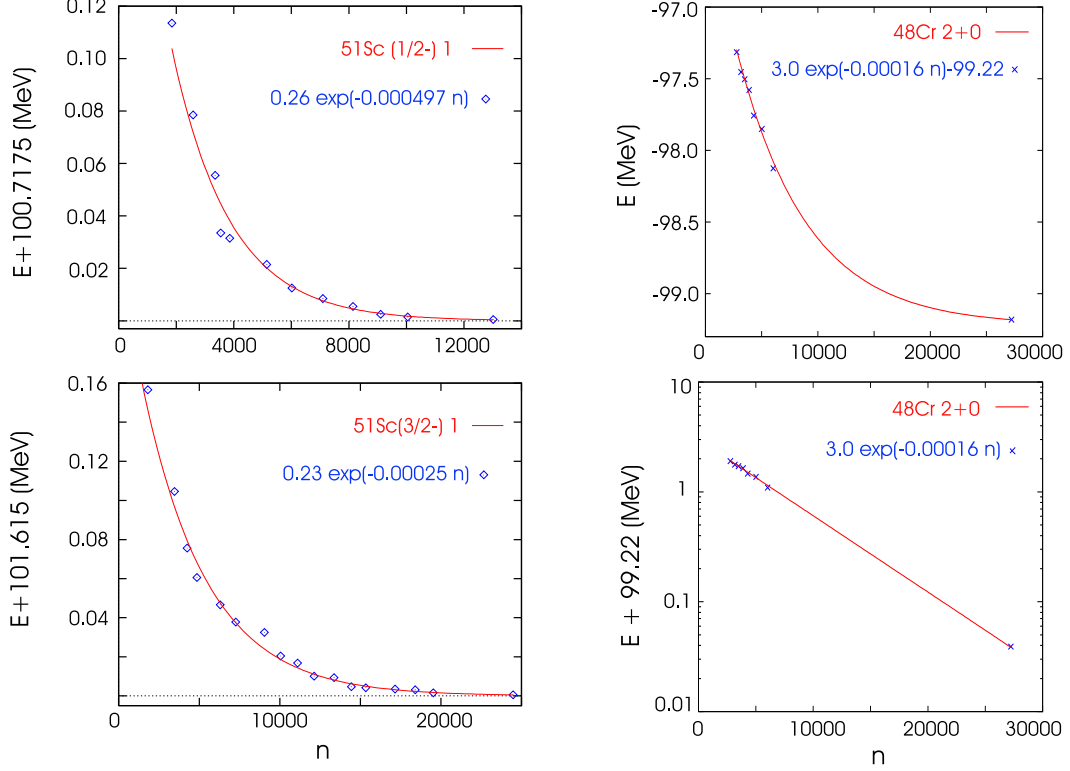 0.12
0.10
0.08
0.06
0.04
0.02
E+100.7175 (MeV)
51Sc (1/2-) 1
0.26 exp(-0.000497 n)
0 4000 8000 12000
-97.0
-97.5
-98.0
-98.5
-99.0
E (MeV)
48Cr 2+0
3.0 exp(-0.00016 n)-99.22
0 10000 20000 30000
0.16
0.12
0.08
0.04
E+101.615 (MeV)
51Sc(3/2-) 1
0.23 exp(-0.00025 n)
0 10000 20000
n
10
1
0.1
0.01
E + 99.22 (MeV)
48Cr 2+0
3.0 exp(-0.00016 n)
0 10000 20000 30000
n